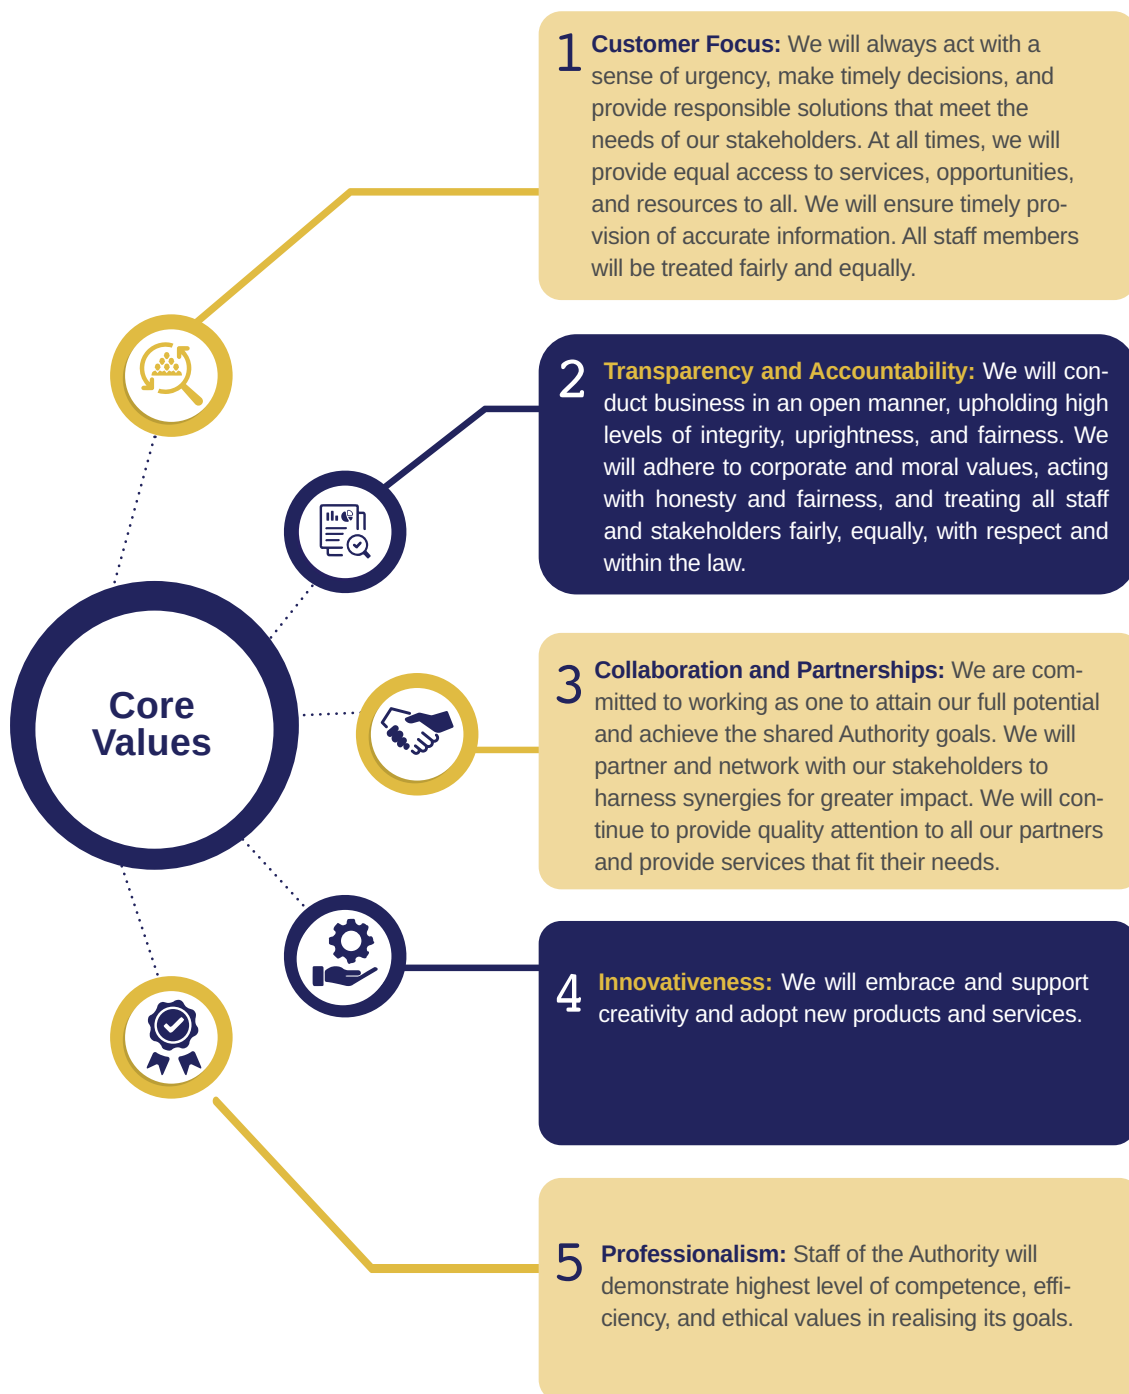 Core
Values
1
Customer Focus: We will always act with a
sense of urgency, make timely decisions, and
provide responsible solutions that meet the
needs of our stakeholders. At all times, we will
provide equal access to services, opportunities,
and resources to all. We will ensure timely pro-
vision of accurate information. All staff members
will be treated fairly and equally.
2
Transparency and Accountability: We will con-
duct business in an open manner, upholding high
levels of integrity, uprightness, and fairness. We
will adhere to corporate and moral values, acting
with honesty and fairness, and treating all staff
and stakeholders fairly, equally, with respect and
within the law.
3
Collaboration and Partnerships: We are com-
mitted to working as one to attain our full potential
and achieve the shared Authority goals. We will
partner and network with our stakeholders to
harness synergies for greater impact. We will con-
tinue to provide quality attention to all our partners
and provide services that fit their needs.
4
Innovativeness: We will embrace and support
creativity and adopt new products and services.
5
Professionalism: Staff of the Authority will
demonstrate highest level of competence, effi-
ciency, and ethical values in realising its goals.